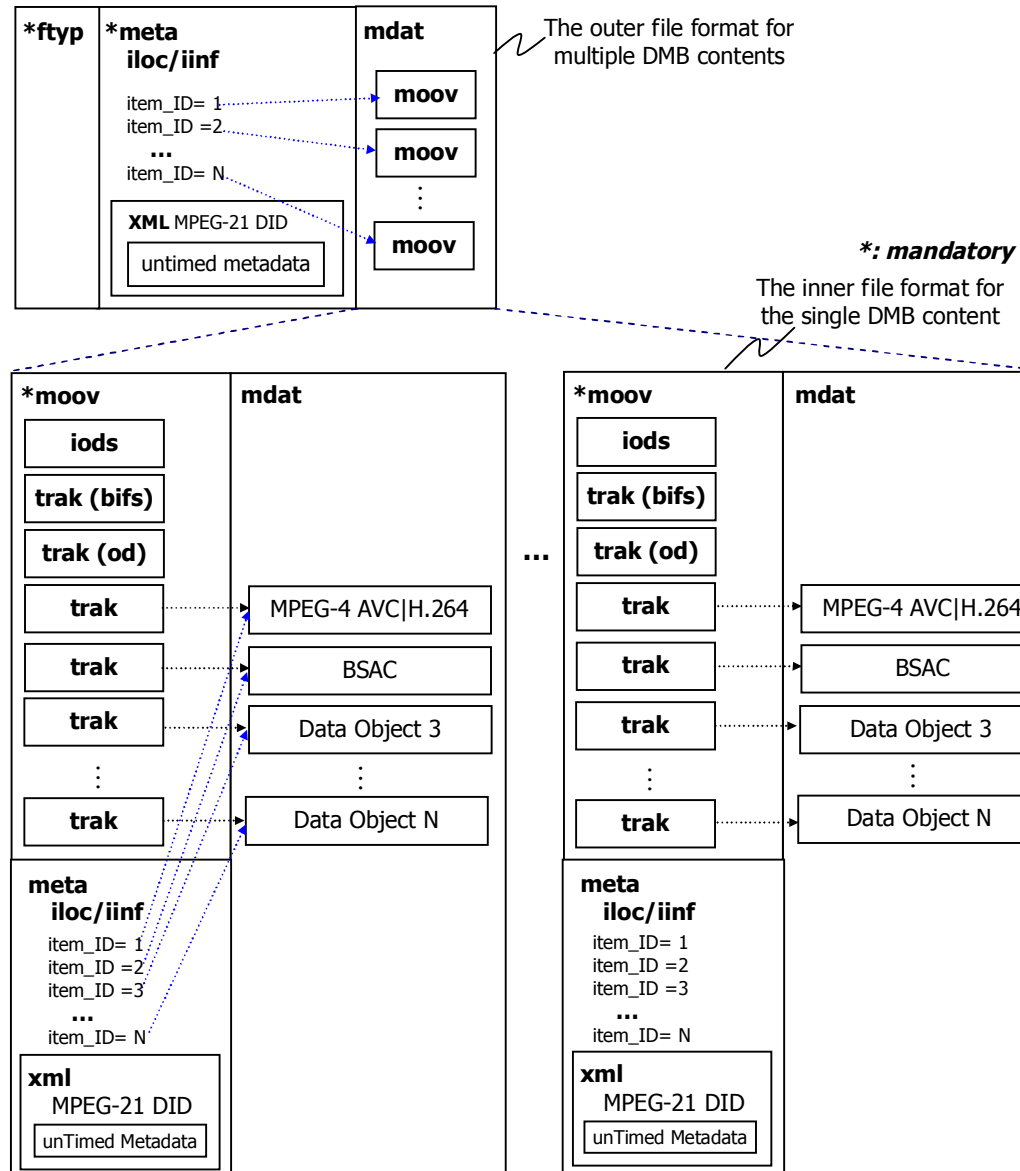 *ftyp
*meta
iloc/iinf
item_ID= 1
item_ID =2
...
item_ID= N
XML MPEG-21 DID
untimed metadata
mdat
moov
moov
⋮
moov
The outer file format for
multiple DMB contents
*: mandatory
The inner file format for
the single DMB content
*moov
iods
trak (bifs)
trak (od)
trak
trak
trak
⋮
trak
mdat
MPEG-4 AVC|H.264
BSAC
Data Object 3
⋮
Data Object N
meta
iloc/iinf
item_ID= 1
item_ID =2
item_ID =3
...
item_ID= N
xml
MPEG-21 DID
unTimed Metadata
...
*moov
iods
trak (bifs)
trak (od)
trak
trak
trak
⋮
trak
mdat
MPEG-4 AVC|H.264
BSAC
Data Object 3
⋮
Data Object N
meta
iloc/iinf
item_ID= 1
item_ID =2
item_ID =3
...
item_ID= N
xml
MPEG-21 DID
unTimed Metadata